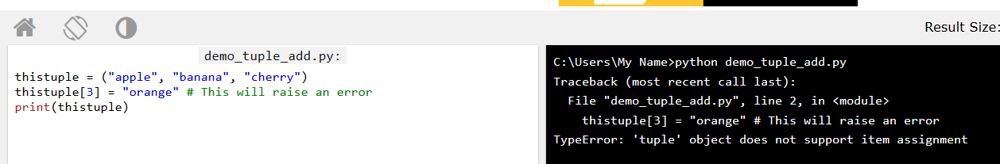 Result Size:
demo_tuple_add.py:
thistuple = ("apple", "banana", "cherry")
thistuple[3] = "orange" # This will raise an error
print(thistuple)
C:\Users\My Name>python demo_tuple_add.py
Traceback (most recent call last):
  File "demo_tuple_add.py", line 2, in <module>
    thistuple[3] = "orange" # This will raise an error
TypeError: 'tuple' object does not support item assignment